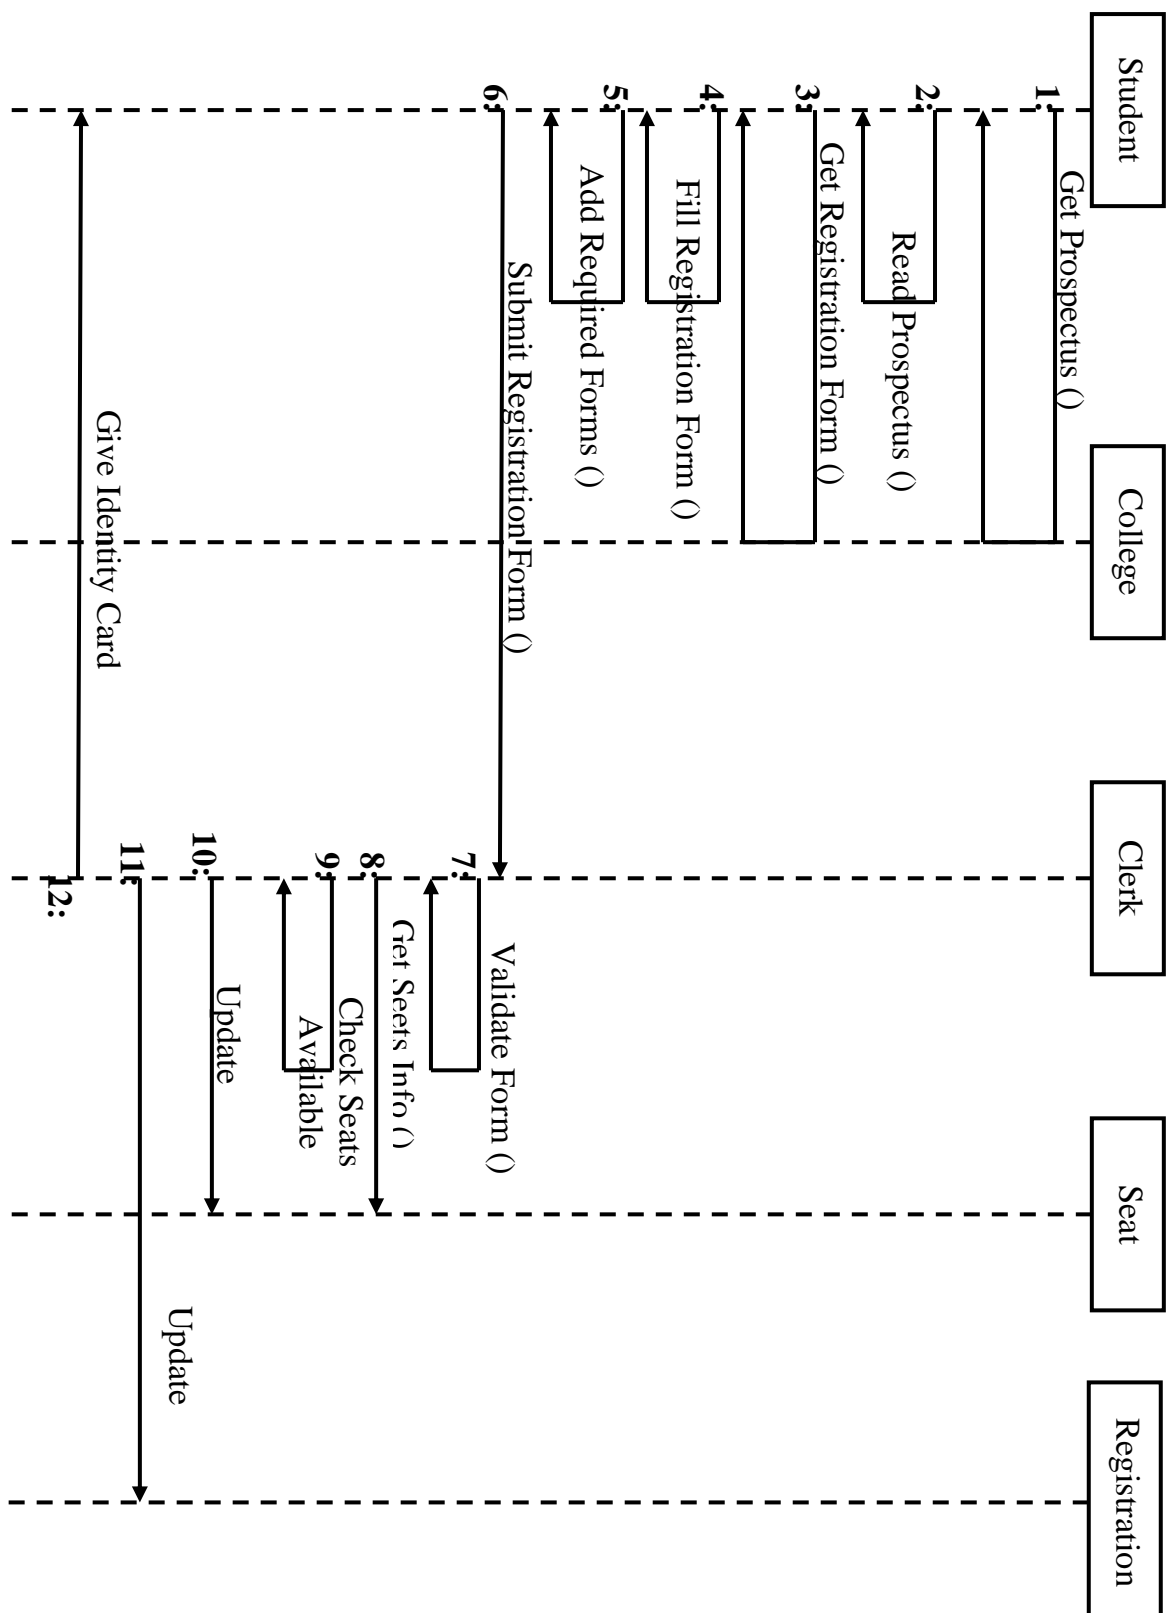 Student
College
Clerk
Seat
Registration
1:
Get Prospectus ()
2:
Read Prospectus ()
3:
Get Registration Form ()
4:
Fill Registration Form ()
5:
Add Required Forms ()
6:
Submit Registration Form ()
7:
Validate Form ()
8:
Get Seets Info ()
9:
Check Seats
Available
10:
Update
11:
Update
12:
Give Identity Card